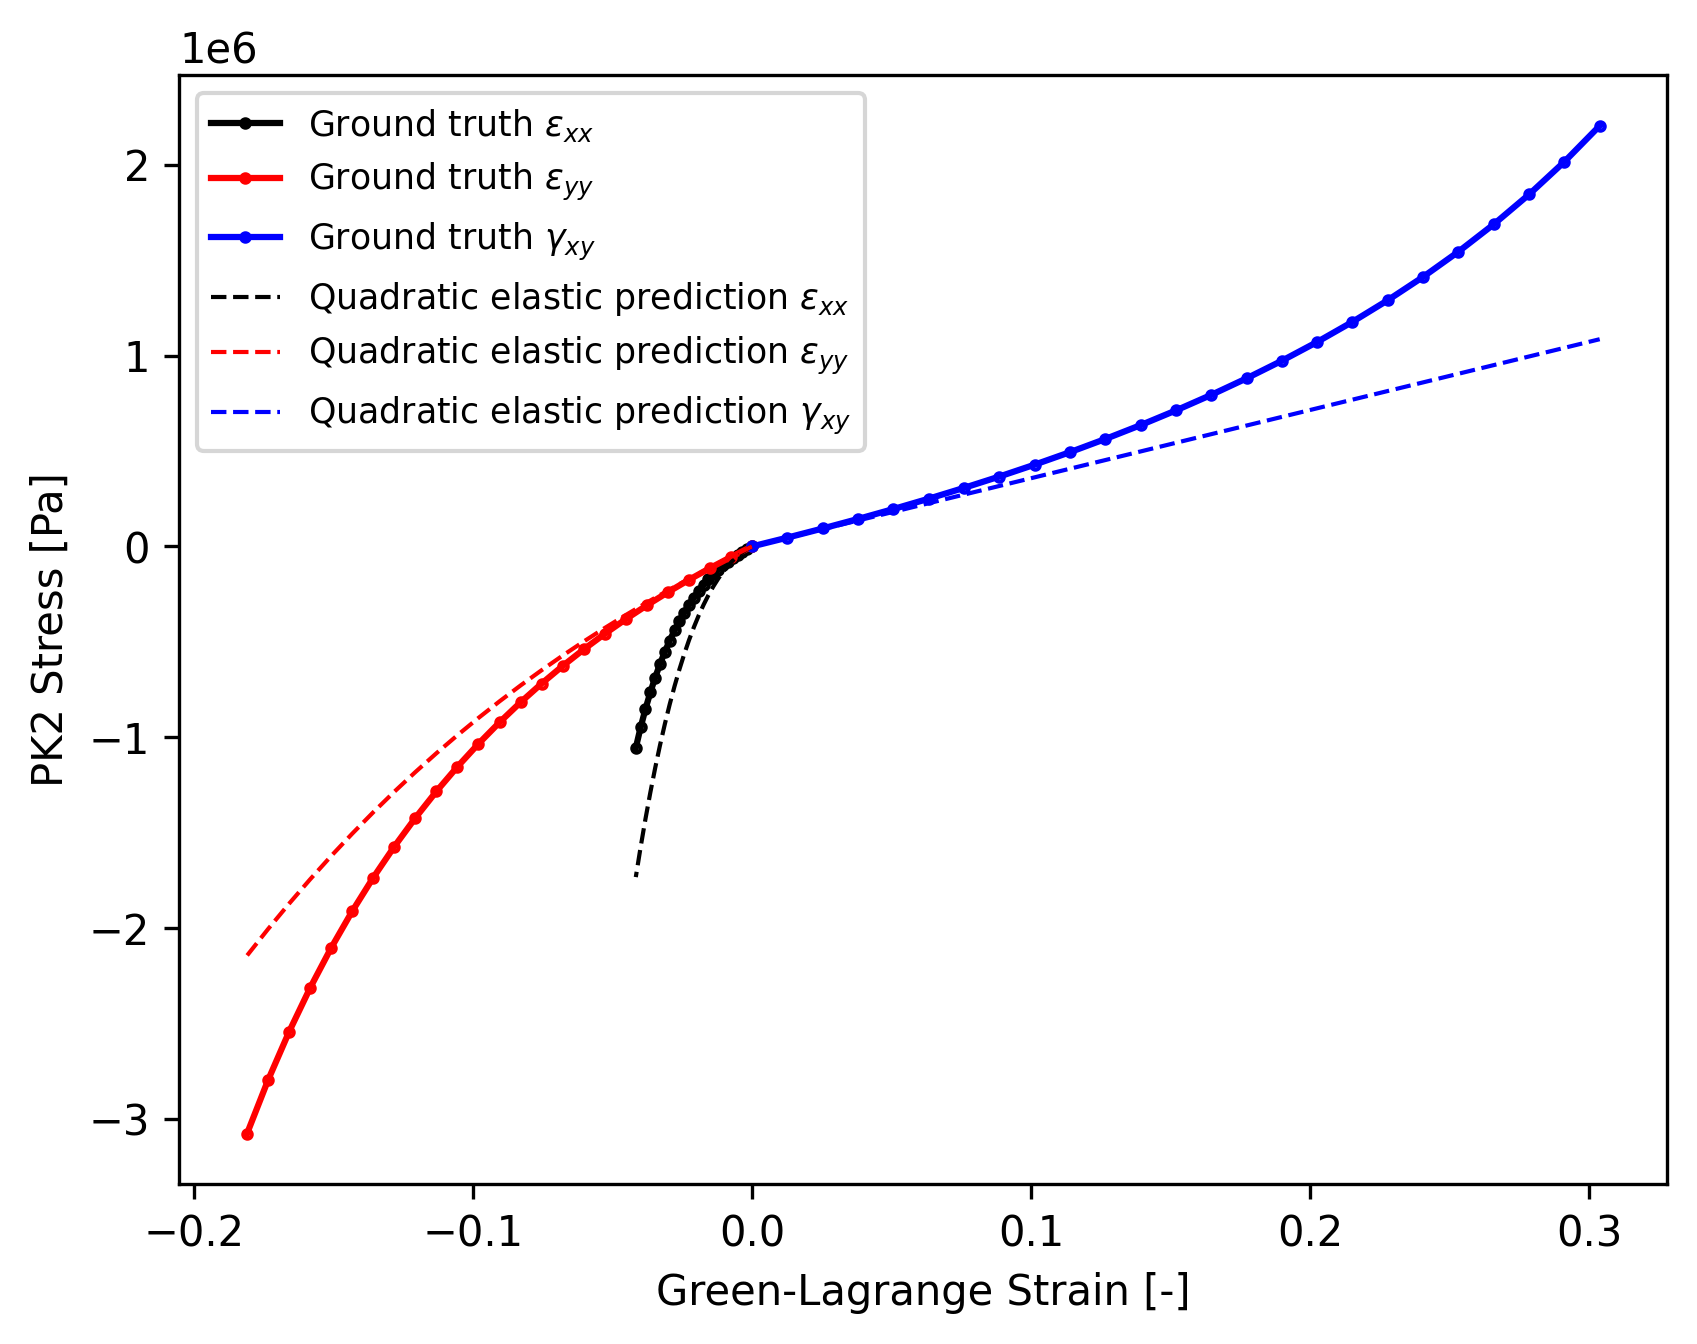 1e6
Ground truth εxx
Ground truth εyy
Ground truth γxy
Quadratic elastic prediction εxx
Quadratic elastic prediction εyy
Quadratic elastic prediction γxy
2
1
0
−1
−2
−3
PK2 Stress [Pa]
−0.2 −0.1 0.0 0.1 0.2 0.3
Green-Lagrange Strain [-]